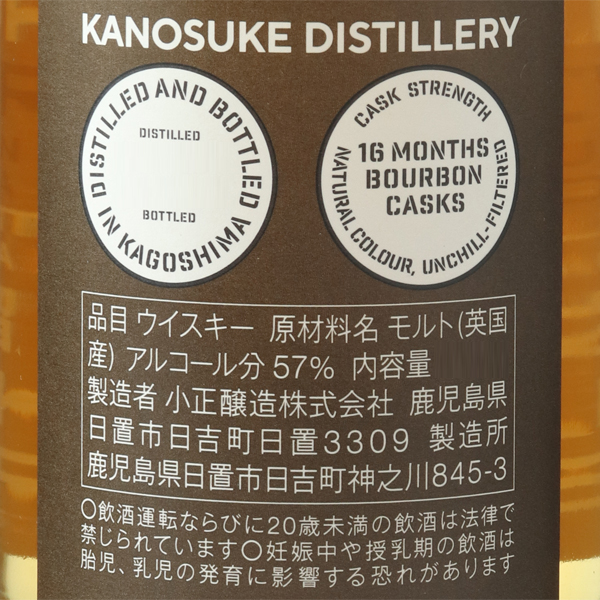 KANOSUKE DISTILLERY
DISTILLED AND BOTTLED
DISTILLED
BOTTLED
IN KAGOSHIMA
CASK STRENGTH
16 MONTHS
BOURBON
CASKS
NATURAL COLOUR, UNCHILL-FILTERED
品目 ウイスキー 原材料名 モルト(英国
産) アルコール分 57% 内容量
製造者 小正醸造株式会社 鹿児島県
日置市日吉町日置3309 製造所
鹿児島県日置市日吉町神之川845-3
〇飲酒運転ならびに20歳未満の飲酒は法律で
禁じられています〇妊娠中や授乳期の飲酒は
胎児、乳児の発育に影響する恐れがあります